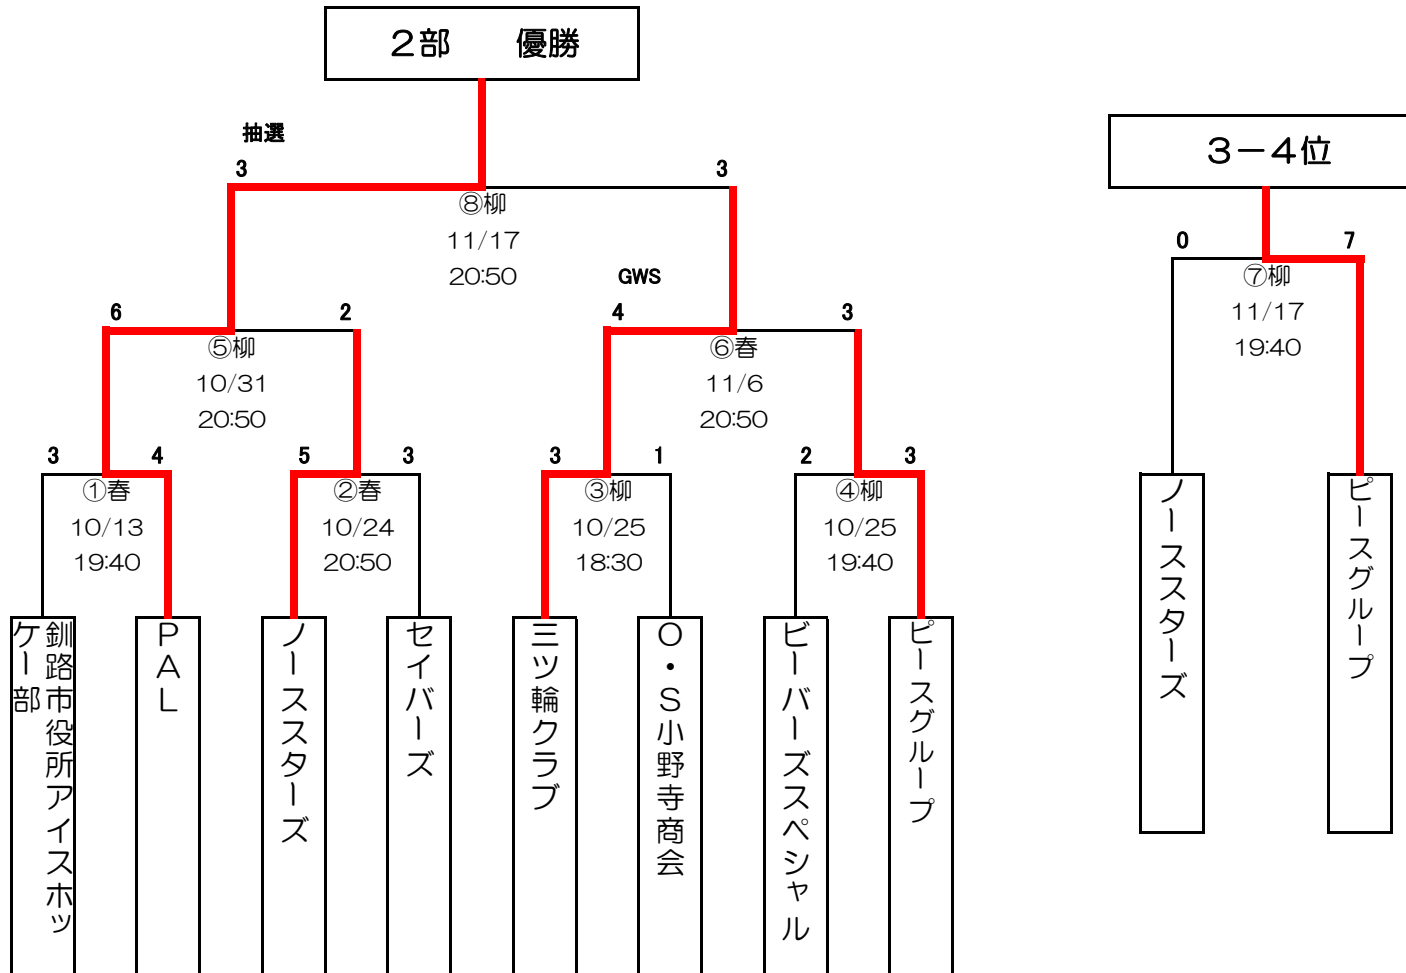 ２部　　優勝
抽選
3
3
⑧柳
11/17
20:50
GWS
6
2
4
3
⑤柳
10/31
20:50
⑥春
11/6
20:50
3
4
5
3
3
1
2
3
①春
10/13
19:40
②春
10/24
20:50
③柳
10/25
18:30
④柳
10/25
19:40
釧路市役所アイスホッ
ケー部
ＰＡＬ
ノーススターズ
セイバーズ
三ツ輪クラブ
Ｏ・Ｓ小野寺商会
ビーバーズスペシャル
ピースグループ
３－４位
0
7
⑦柳
11/17
19:40
ノーススターズ
ピースグループ